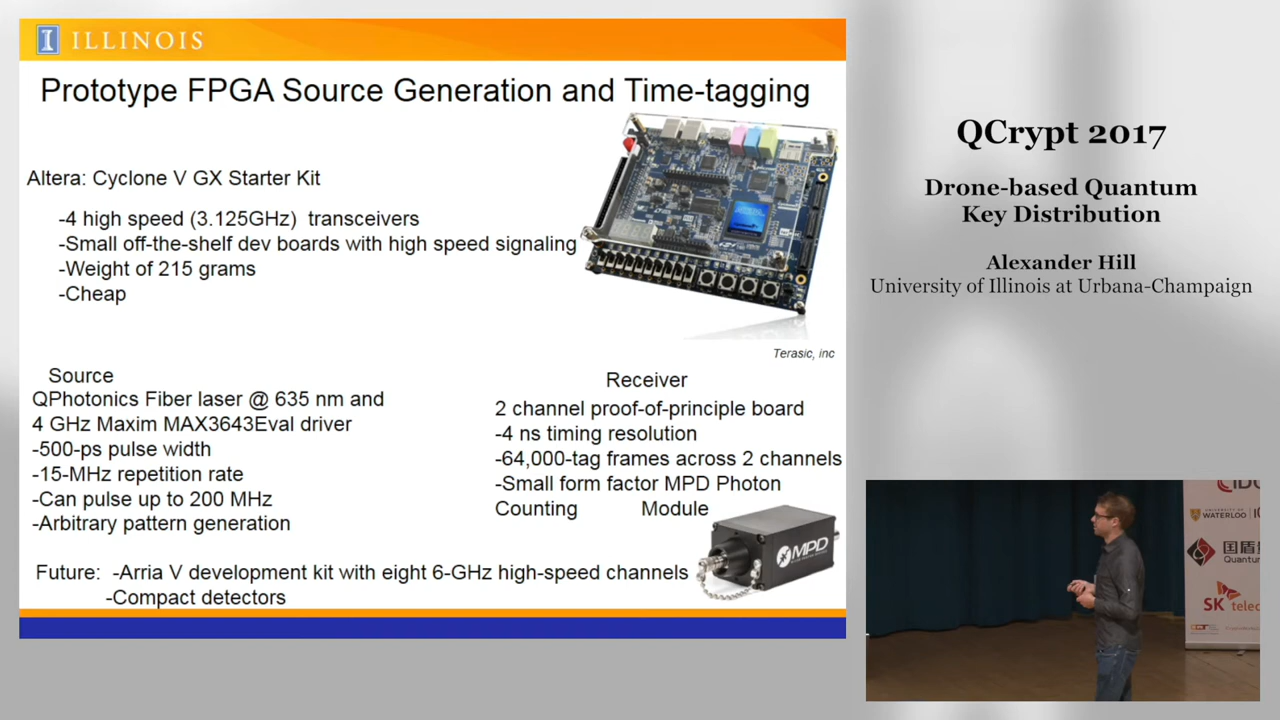 I ILLINOIS
Prototype FPGA Source Generation and Time-tagging
Altera: Cyclone V GX Starter Kit
-4 high speed (3.125GHz) transceivers
-Small off-the-shelf dev boards with high speed signaling
-Weight of 215 grams
-Cheap
Terasic, inc
Source
QPhotonics Fiber laser @ 635 nm and
4 GHz Maxim MAX3643Eval driver
-500-ps pulse width
-15-MHz repetition rate
-Can pulse up to 200 MHz
-Arbitrary pattern generation
Receiver
2 channel proof-of-principle board
-4 ns timing resolution
-64,000-tag frames across 2 channels
-Small form factor MPD Photon
Counting Module
MPD
Future: -Arria V development kit with eight 6-GHz high-speed channels
-Compact detectors
QCrypt 2017
Drone-based Quantum
Key Distribution
Alexander Hill
University of Illinois at Urbana-Champaign
UNIVERSITY OF
WATERLOO
国盾
Quantum
SK telec